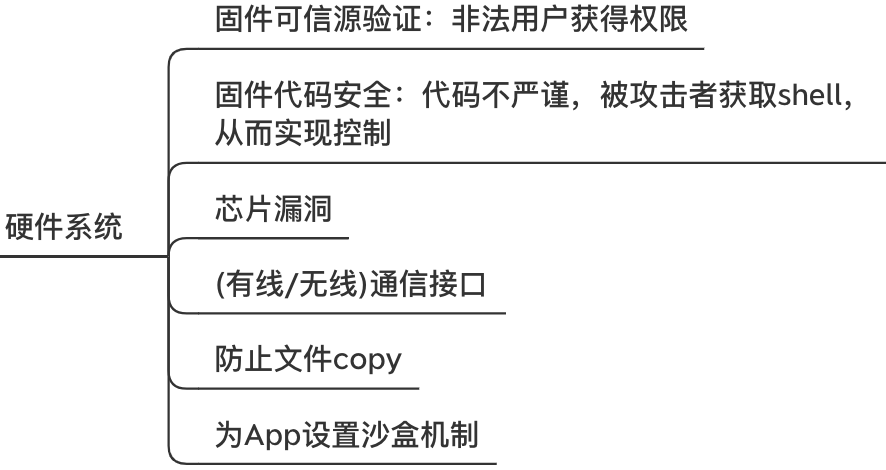 固件可信源验证：非法用户获得权限
固件代码安全：代码不严谨，被攻击者获取shell，
从而实现控制
芯片漏洞
硬件系统
(有线/无线)通信接口
防止文件copy
为App设置沙盒机制